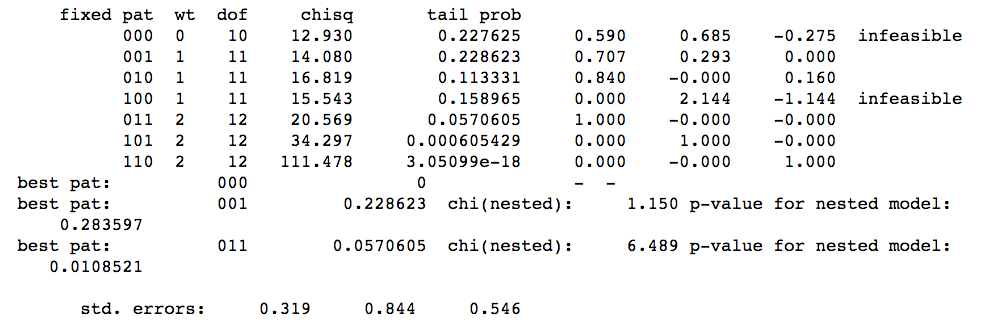 fixed pat  wt  dof     chisq       tail prob
000  0     10     12.930        0.227625     0.590     0.685    -0.275  infeasible
001  1     11     14.080        0.228623     0.707     0.293     0.000
010  1     11     16.819        0.113331     0.840    -0.000     0.160
100  1     11     15.543        0.158965     0.000     2.144    -1.144  infeasible
011  2     12     20.569       0.0570605     1.000    -0.000    -0.000
101  2     12     34.297     0.000605429     0.000     1.000    -0.000
110  2     12    111.478     3.05099e-18     0.000    -0.000     1.000
best pat:          000                  0              -  -
best pat:          001           0.228623  chi(nested):     1.150 p-value for nested model:
0.283597
best pat:          011          0.0570605  chi(nested):     6.489 p-value for nested model:
0.0108521
std. errors:     0.319     0.844     0.546